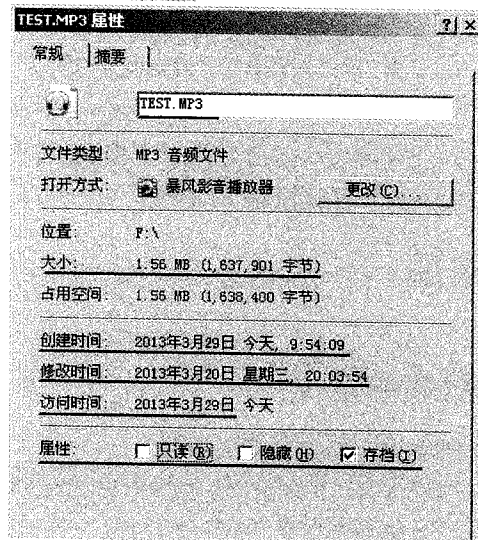 TEST.MP3 属性
常规 摘要
TEST.MP3
文件类型: MP3 音频文件
打开方式: 暴风影音播放器 更改(C)...
位置: F:\
大小: 1.56 MB (1,637,901 字节)
占用空间: 1.56 MB (1,638,400 字节)
创建时间: 2013年3月29日 今天, 9:54:09
修改时间: 2013年3月20日 星期三, 20:03:54
访问时间: 2013年3月29日 今天
属性: 只读(R) 隐藏(H) 存档(I)